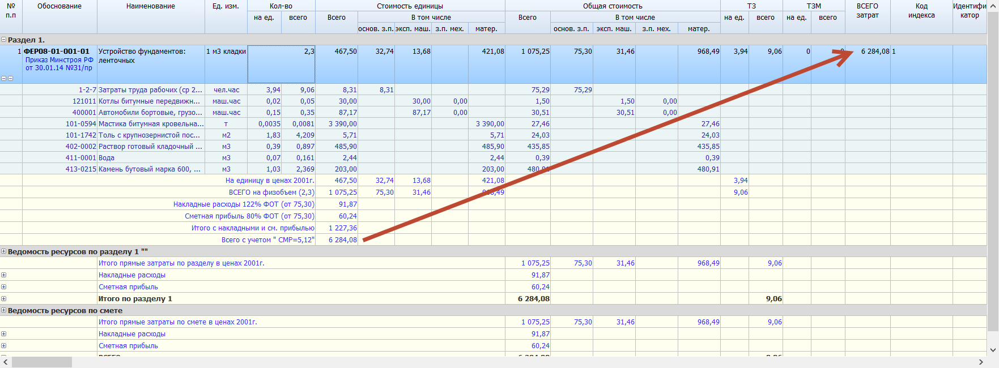 № п.п Обоснование Наименование Ед. изм. Кол-во Стоимость единицы Общая стоимость ТЗ ТЗМ ВСЕГО затрат Код индекса Идентифи катор
на ед. всего Всего В том числе Всего В том числе на ед. всего на ед. всего
основ. з.п. эксп. маш. з.п. мех. матер. основ. з.п. эксп. маш. з.п. мех. матер.
Раздел 1.
1 ФЕР08-01-001-01 Устройство фундаментов: 1 м3 кладки 2,3 467,50 32,74 13,68 421,08 1 075,25 75,30 31,46 968,49 3,94 9,06 0 6 284,08 1
Приказ Минстроя РФ ленточных
от 30.01.14 №31/пр
1-2-7 Затраты труда рабочих (ср 2... чел.час 3,94 9,06 8,31 8,31 75,29 75,29
121011 Котлы битумные передвижн... маш.час 0,02 0,05 30,00 30,00 0,00 1,50 1,50 0,00
400001 Автомобили бортовые, грузо... маш.час 0,15 0,35 87,17 87,17 0,00 30,51 30,51 0,00
101-0594 Мастика битумная кровельна... т 0,0035 0,0081 3 390,00 3 390,00 27,46 27,46
101-1742 Толь с крупнозернистой пос... м2 1,83 4,209 5,71 5,71 24,03 24,03
402-0002 Раствор готовый кладочный ... м3 0,39 0,897 485,90 485,90 435,85 435,85
411-0001 Вода м3 0,07 0,161 2,44 2,44 0,39 0,39
413-0215 Камень бутовый марка 600, ... м3 1,03 2,369 203,00 203,00 480,91 480,91
На единицу в ценах 2001г. 467,50 32,74 13,68 421,08 3,94
ВСЕГО на физобъем (2,3) 1 075,25 75,30 31,46 968,49 9,06
Накладные расходы 122% ФОТ (от 75,30) 91,87
Сметная прибыль 80% ФОТ (от 75,30) 60,24
Итого с накладными и см. прибылью 1 227,36
Всего с учетом " СМР=5,12" 6 284,08
Ведомость ресурсов по разделу 1 ""
Итого прямые затраты по разделу в ценах 2001г. 1 075,25 75,30 31,46 968,49 9,06
Накладные расходы 91,87
Сметная прибыль 60,24
Итого по разделу 1 6 284,08 9,06
Ведомость ресурсов по смете
Итого прямые затраты по смете в ценах 2001г. 1 075,25 75,30 31,46 968,49 9,06
Накладные расходы 91,87
Сметная прибыль 60,24